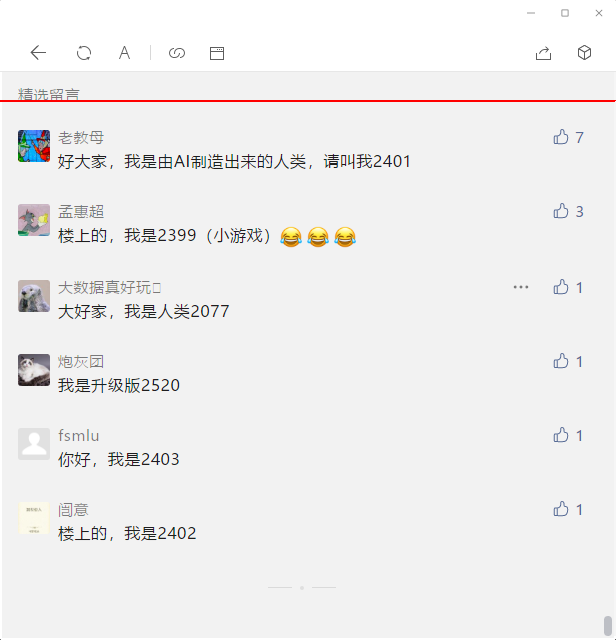 精选留言
老教母
7
好大家，我是由AI制造出来的人类，请叫我2401
孟惠超
3
楼上的，我是2399（小游戏）😂😂😂
大数据真好玩
1
大好家，我是人类2077
炮灰团
1
我是升级版2520
fsmlu
1
你好，我是2403
闾意
1
楼上的，我是2402